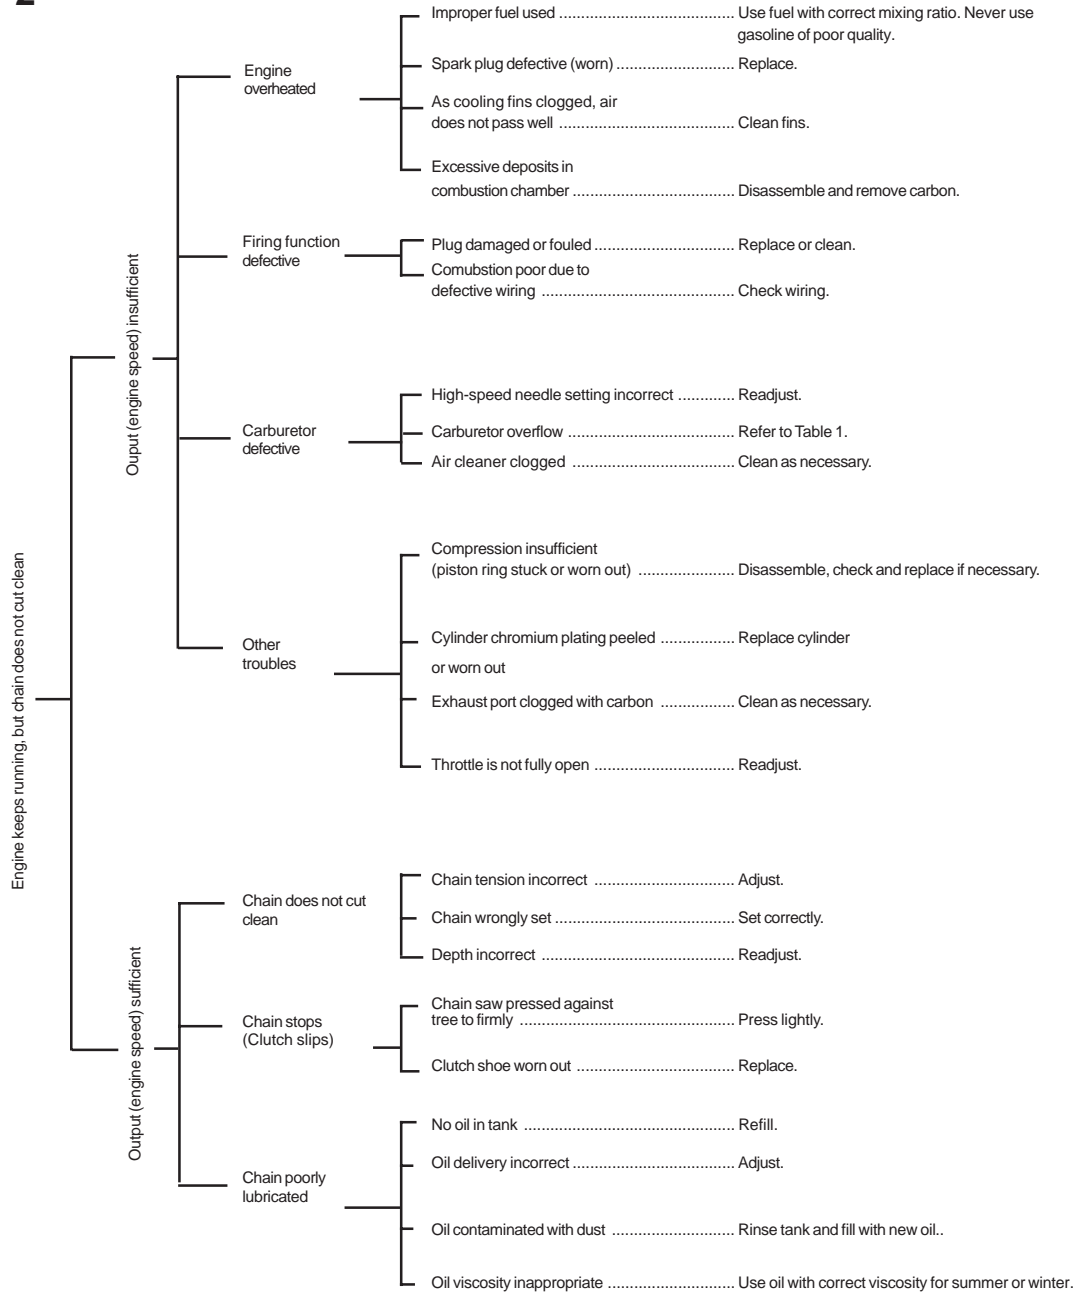 2
Improper fuel used ........................................ Use fuel with correct mixing ratio. Never use
gasoline of poor quality.
Engine
overheated
Spark plug defective (worn) ........................... Replace.
As cooling fins clogged, air
does not pass well ........................................ Clean fins.
Excessive deposits in
combustion chamber ..................................... Disassemble and remove carbon.
Firing function
defective
Plug damaged or fouled ................................ Replace or clean.
Comubstion poor due to
defective wiring ............................................ Check wiring.
Ouput (engine speed) insufficient
Carburetor
defective
High-speed needle setting incorrect ............. Readjust.
Carburetor overflow ...................................... Refer to Table 1.
Air cleaner clogged ..................................... Clean as necessary.
Other
troubles
Compression insufficient
(piston ring stuck or worn out) ...................... Disassemble, check and replace if necessary.
Cylinder chromium plating peeled ................. Replace cylinder
or worn out
Exhaust port clogged with carbon ................. Clean as necessary.
Throttle is not fully open ................................ Readjust.
Engine keeps running, but chain does not cut clean
Output (engine speed) sufficient
Chain does not cut
clean
Chain tension incorrect ................................ Adjust.
Chain wrongly set ......................................... Set correctly.
Depth incorrect ............................................ Readjust.
Chain stops
(Clutch slips)
Chain saw pressed against
tree to firmly ................................................. Press lightly.
Clutch shoe worn out .................................... Replace.
Chain poorly
lubricated
No oil in tank ................................................ Refill.
Oil delivery incorrect ..................................... Adjust.
Oil contaminated with dust ............................ Rinse tank and fill with new oil..
Oil viscosity inappropriate ............................. Use oil with correct viscosity for summer or winter.